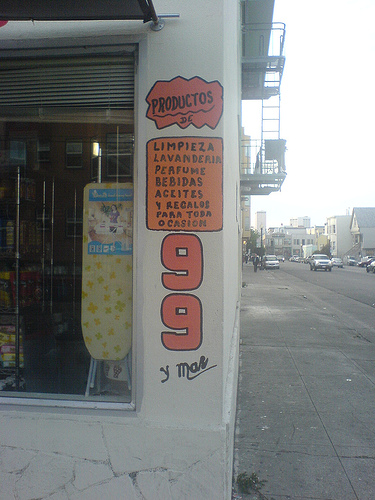 PRODUCTOS
DE
LIMPIEZA
LAVANDERIA
PERFUME
BEBIDAS
ACEITES
Y REGALOS
PARA TODA
OCASION
99
y mas